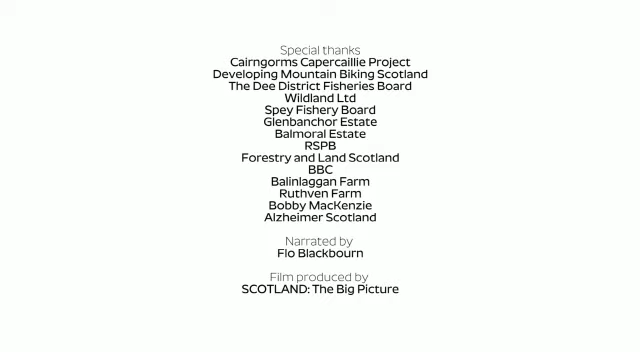 Special thanks
Cairngorms Capercaillie Project
Developing Mountain Biking Scotland
The Dee District Fisheries Board
Wildland Ltd
Spey Fishery Board
Glenbanchor Estate
Balmoral Estate
RSPB
Forestry and Land Scotland
BBC
Balinlaggan Farm
Ruthven Farm
Bobby MacKenzie
Alzheimer Scotland
Narrated by
Flo Blackbourn
Film produced by
SCOTLAND: The Big Picture